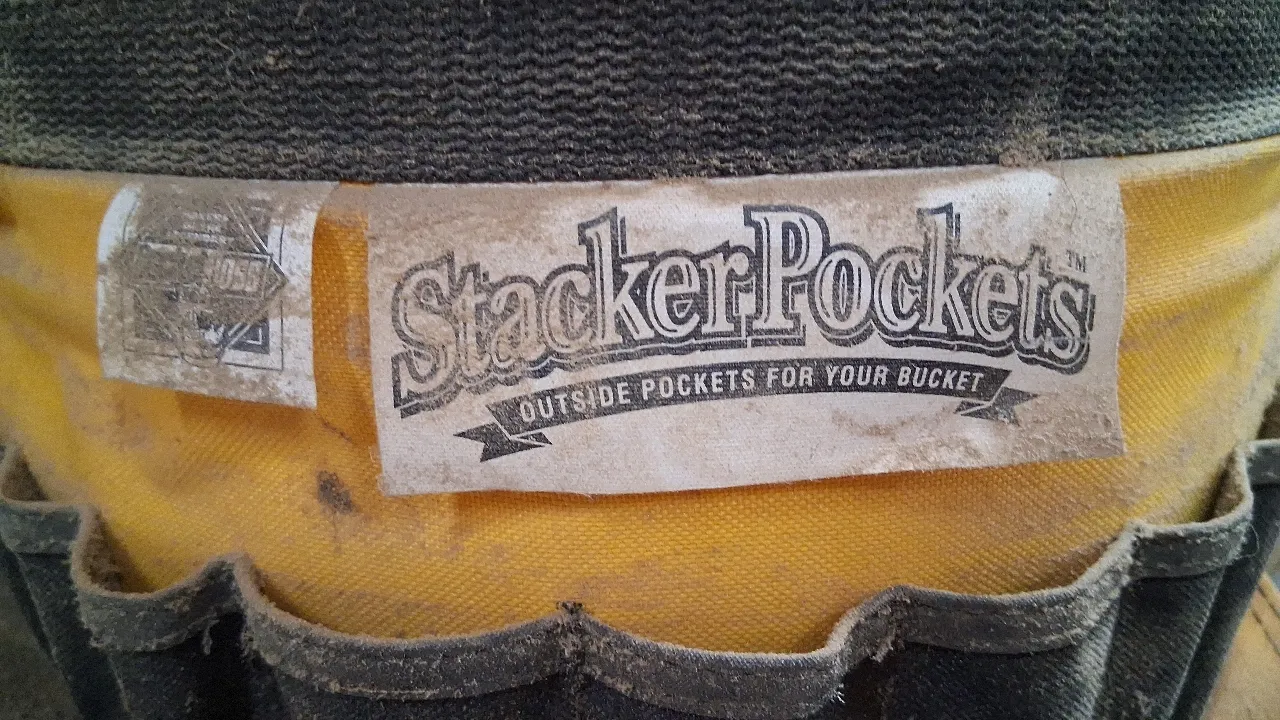 StackerPockets™
OUTSIDE POCKETS FOR YOUR BUCKET